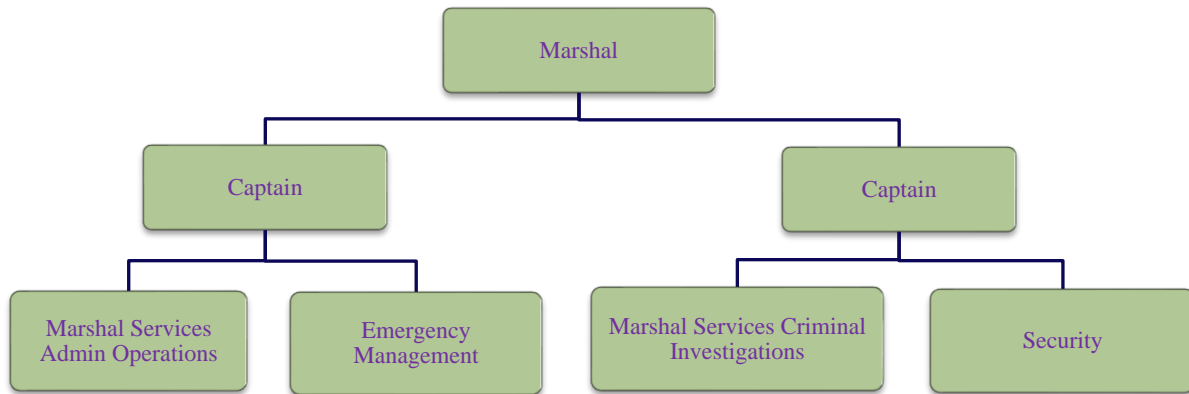 Marshal
Captain
Captain
Marshal Services
Admin Operations
Emergency
Management
Marshal Services Criminal
Investigations
Security